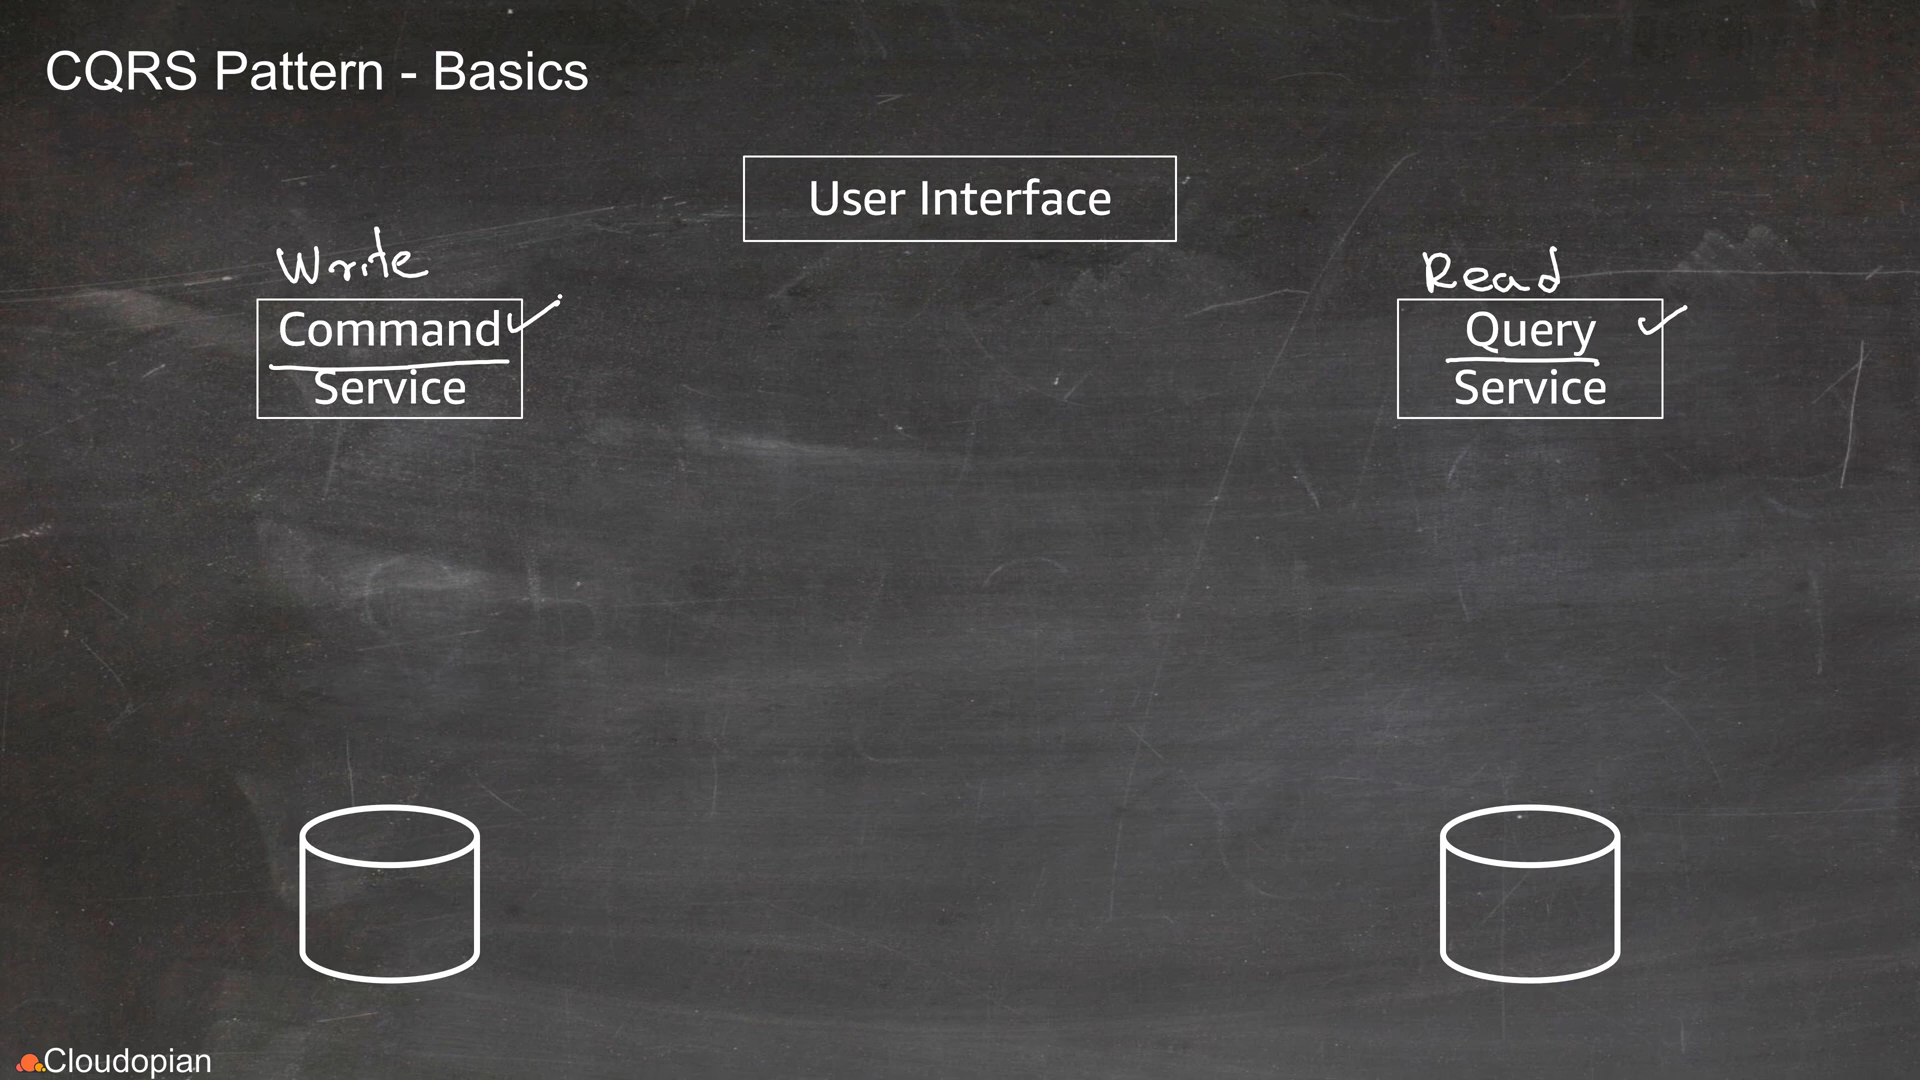 CQRS Pattern - Basics
User Interface
Write
Command
Service
Read
Query
Service
Cloudopian